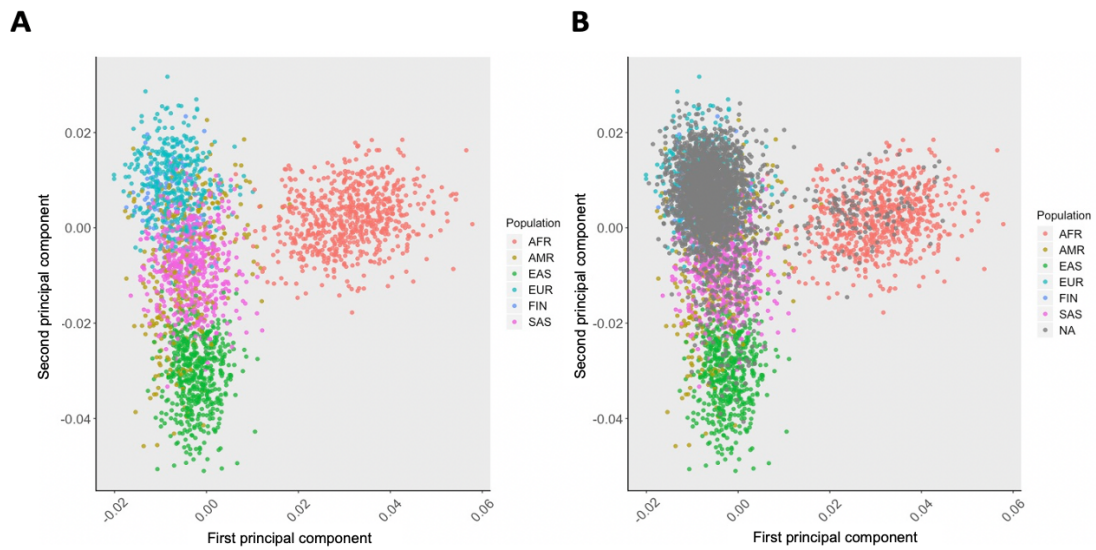 A
Second principal component
0.02
0.00
-0.02
-0.04
-0.02
0.00
0.02
0.04
0.06
First principal component
Population
AFR
AMR
EAS
EUR
FIN
SAS
B
Second principal component
0.02
0.00
-0.02
-0.04
-0.02
0.00
0.02
0.04
0.06
First principal component
Population
AFR
AMR
EAS
EUR
FIN
SAS
NA